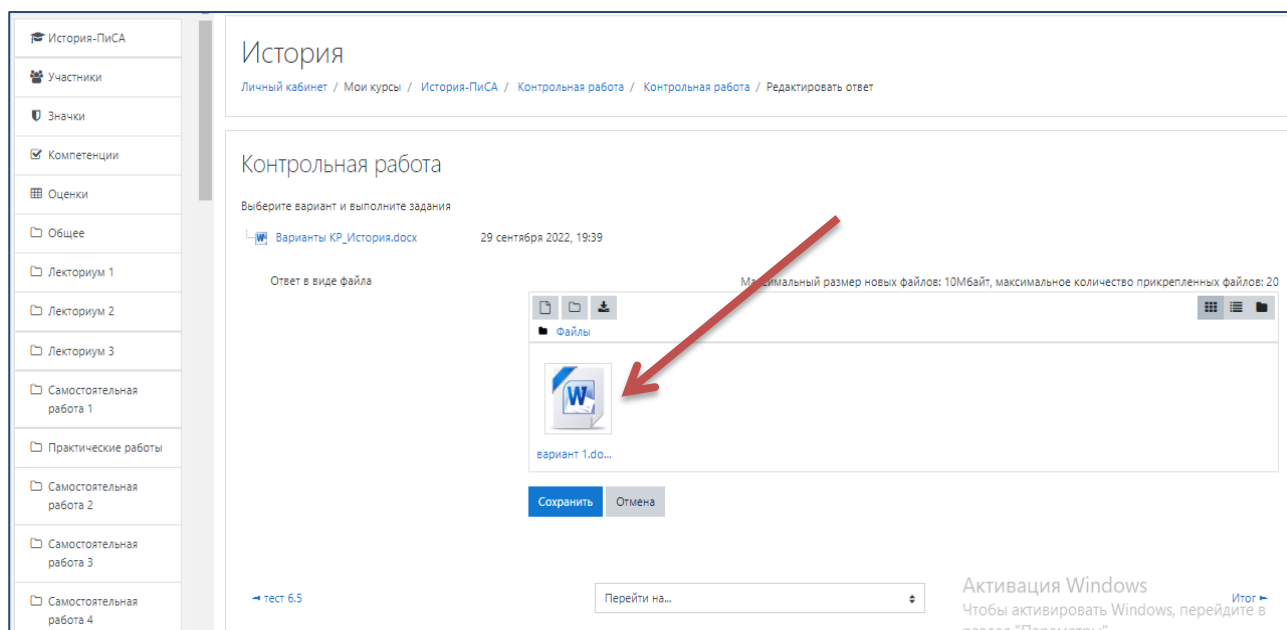 История-ПиСА
Участники
Значки
Компетенции
Оценки
Общее
Лекториум 1
Лекториум 2
Лекториум 3
Самостоятельная
работа 1
Практические работы
Самостоятельная
работа 2
Самостоятельная
работа 3
Самостоятельная
работа 4
История
Личный кабинет / Мои курсы / История-ПиСА / Контрольная работа / Контрольная работа / Редактировать ответ
Контрольная работа
Выберите вариант и выполните задания
Варианты КР_История.docx 29 сентября 2022, 19:39
Ответ в виде файла
Максимальный размер новых файлов: 10Мбайт, максимальное количество прикрепленных файлов: 20
Файлы
W
вариант 1.do...
Сохранить Отмена
◄ тест 6.5
Перейти на...
Итог ►
Активация Windows
Чтобы активировать Windows, перейдите в
раздел "Параметры".